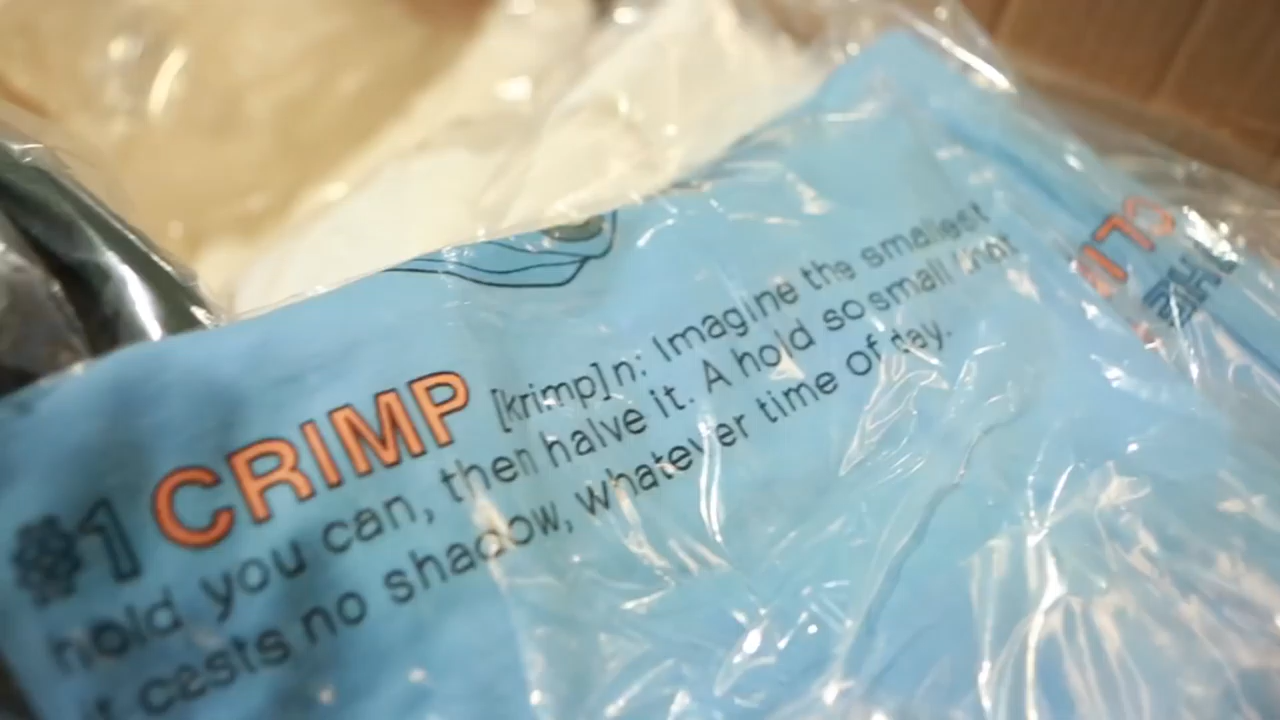 #1 CRIMP [krimp] n: Imagine the smallest
hold you can, then halve it. A hold so small
it casts no shadow, whatever time of day.